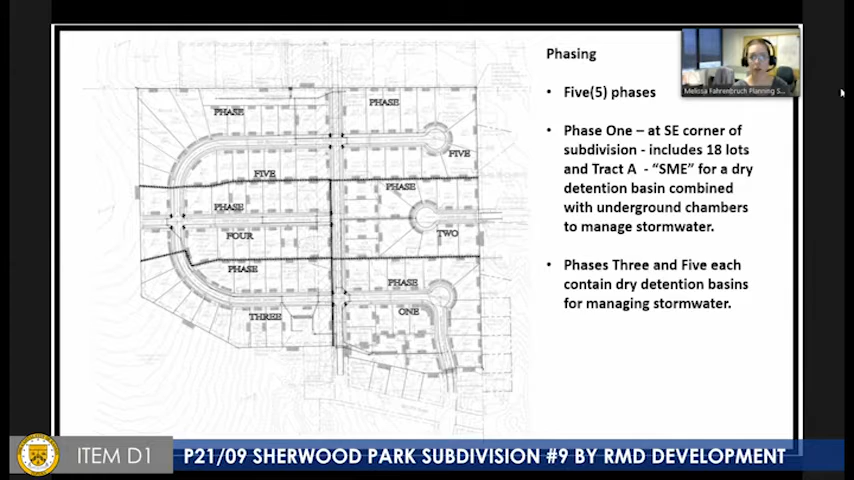 Phasing
• Five(5) phases
• Phase One – at SE corner of
subdivision - includes 18 lots
and Tract A - “SME” for a dry
detention basin combined
with underground chambers
to manage stormwater.
• Phases Three and Five each
contain dry detention basins
for managing stormwater.
Melissa Fahrenbruch Planning S...
PHASE
PHASE
FIVE
FIVE
PHASE
PHASE
FOUR
TWO
PHASE
PHASE
THREE
ONE
ITEM D1
P21/09 SHERWOOD PARK SUBDIVISION #9 BY RMD DEVELOPMENT